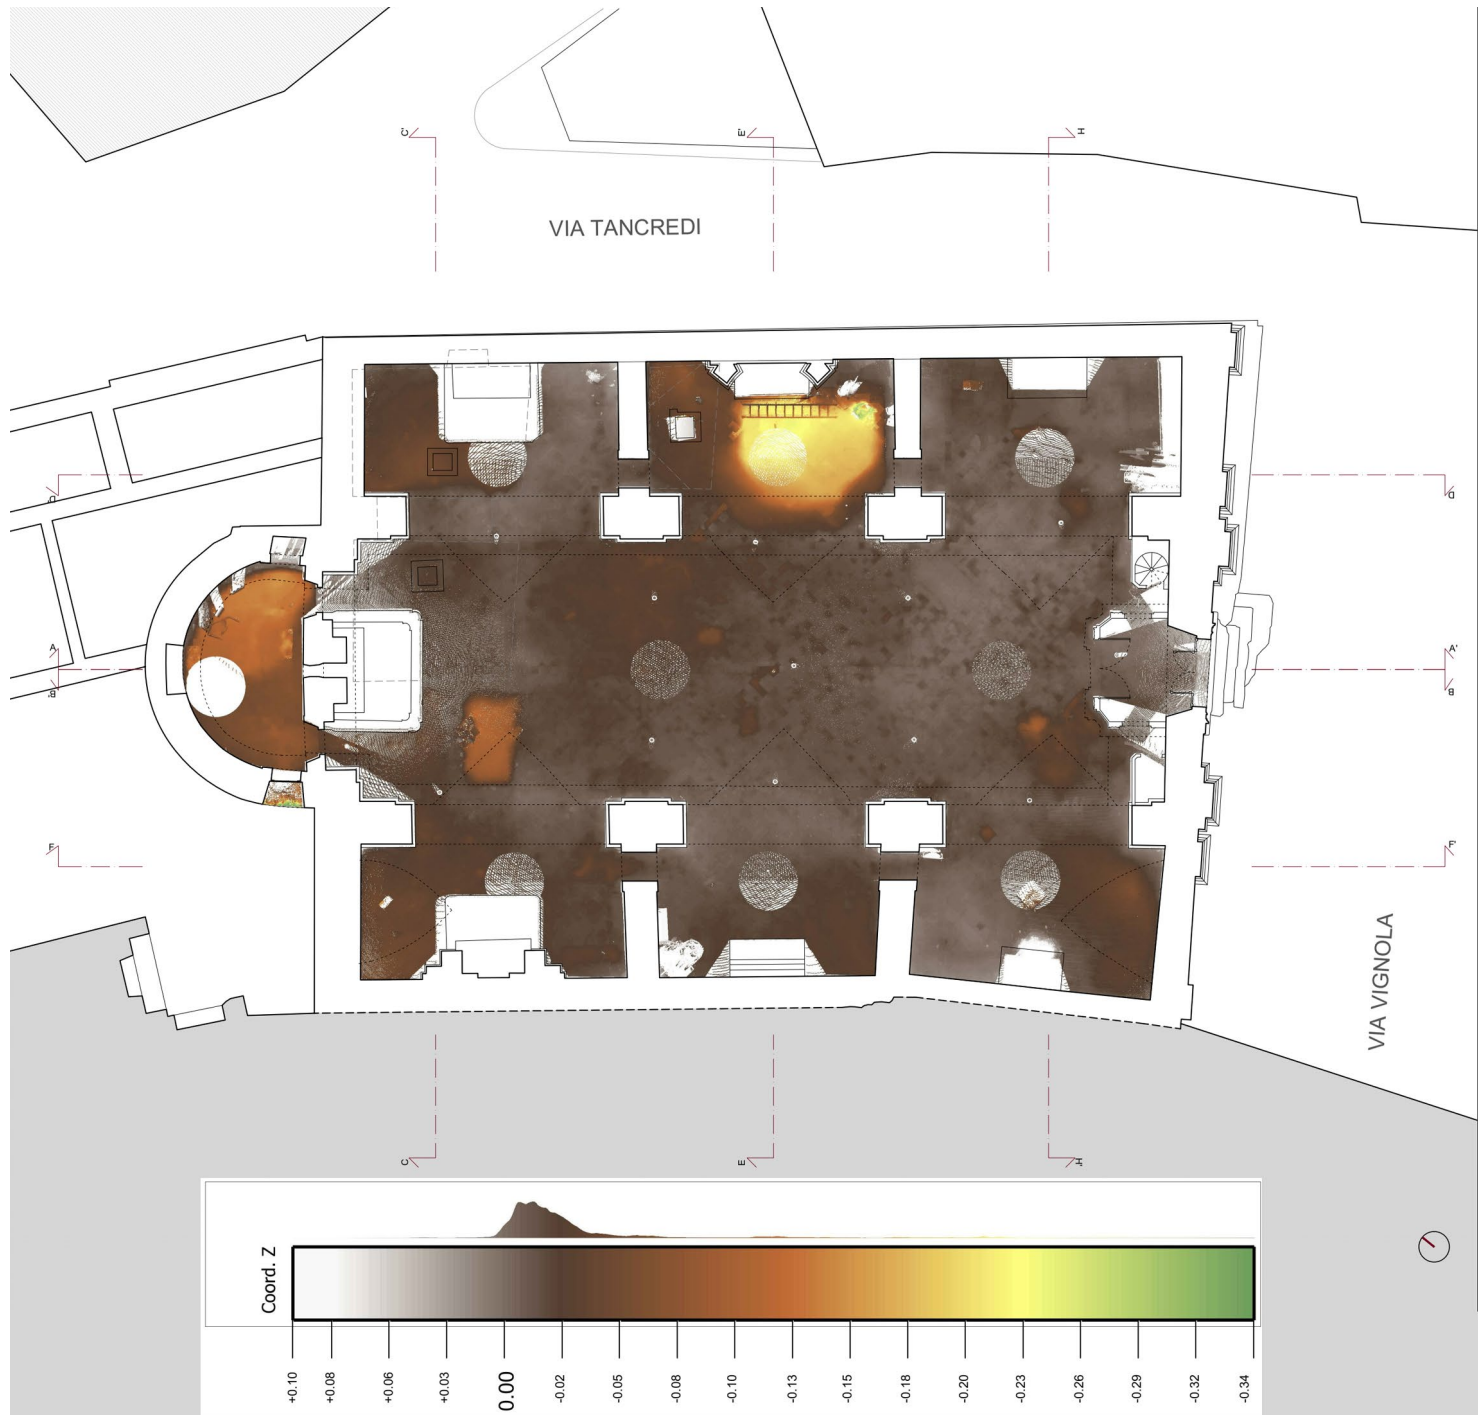 C'
E'
H
VIA TANCREDI
D'
D
A
A'
B'
B
F
F'
VIA VIGNOLA
C
E
H'
Coord. Z
+0.10
+0.08
+0.06
+0.03
0.00
-0.02
-0.05
-0.08
-0.10
-0.13
-0.15
-0.18
-0.20
-0.23
-0.26
-0.29
-0.32
-0.34